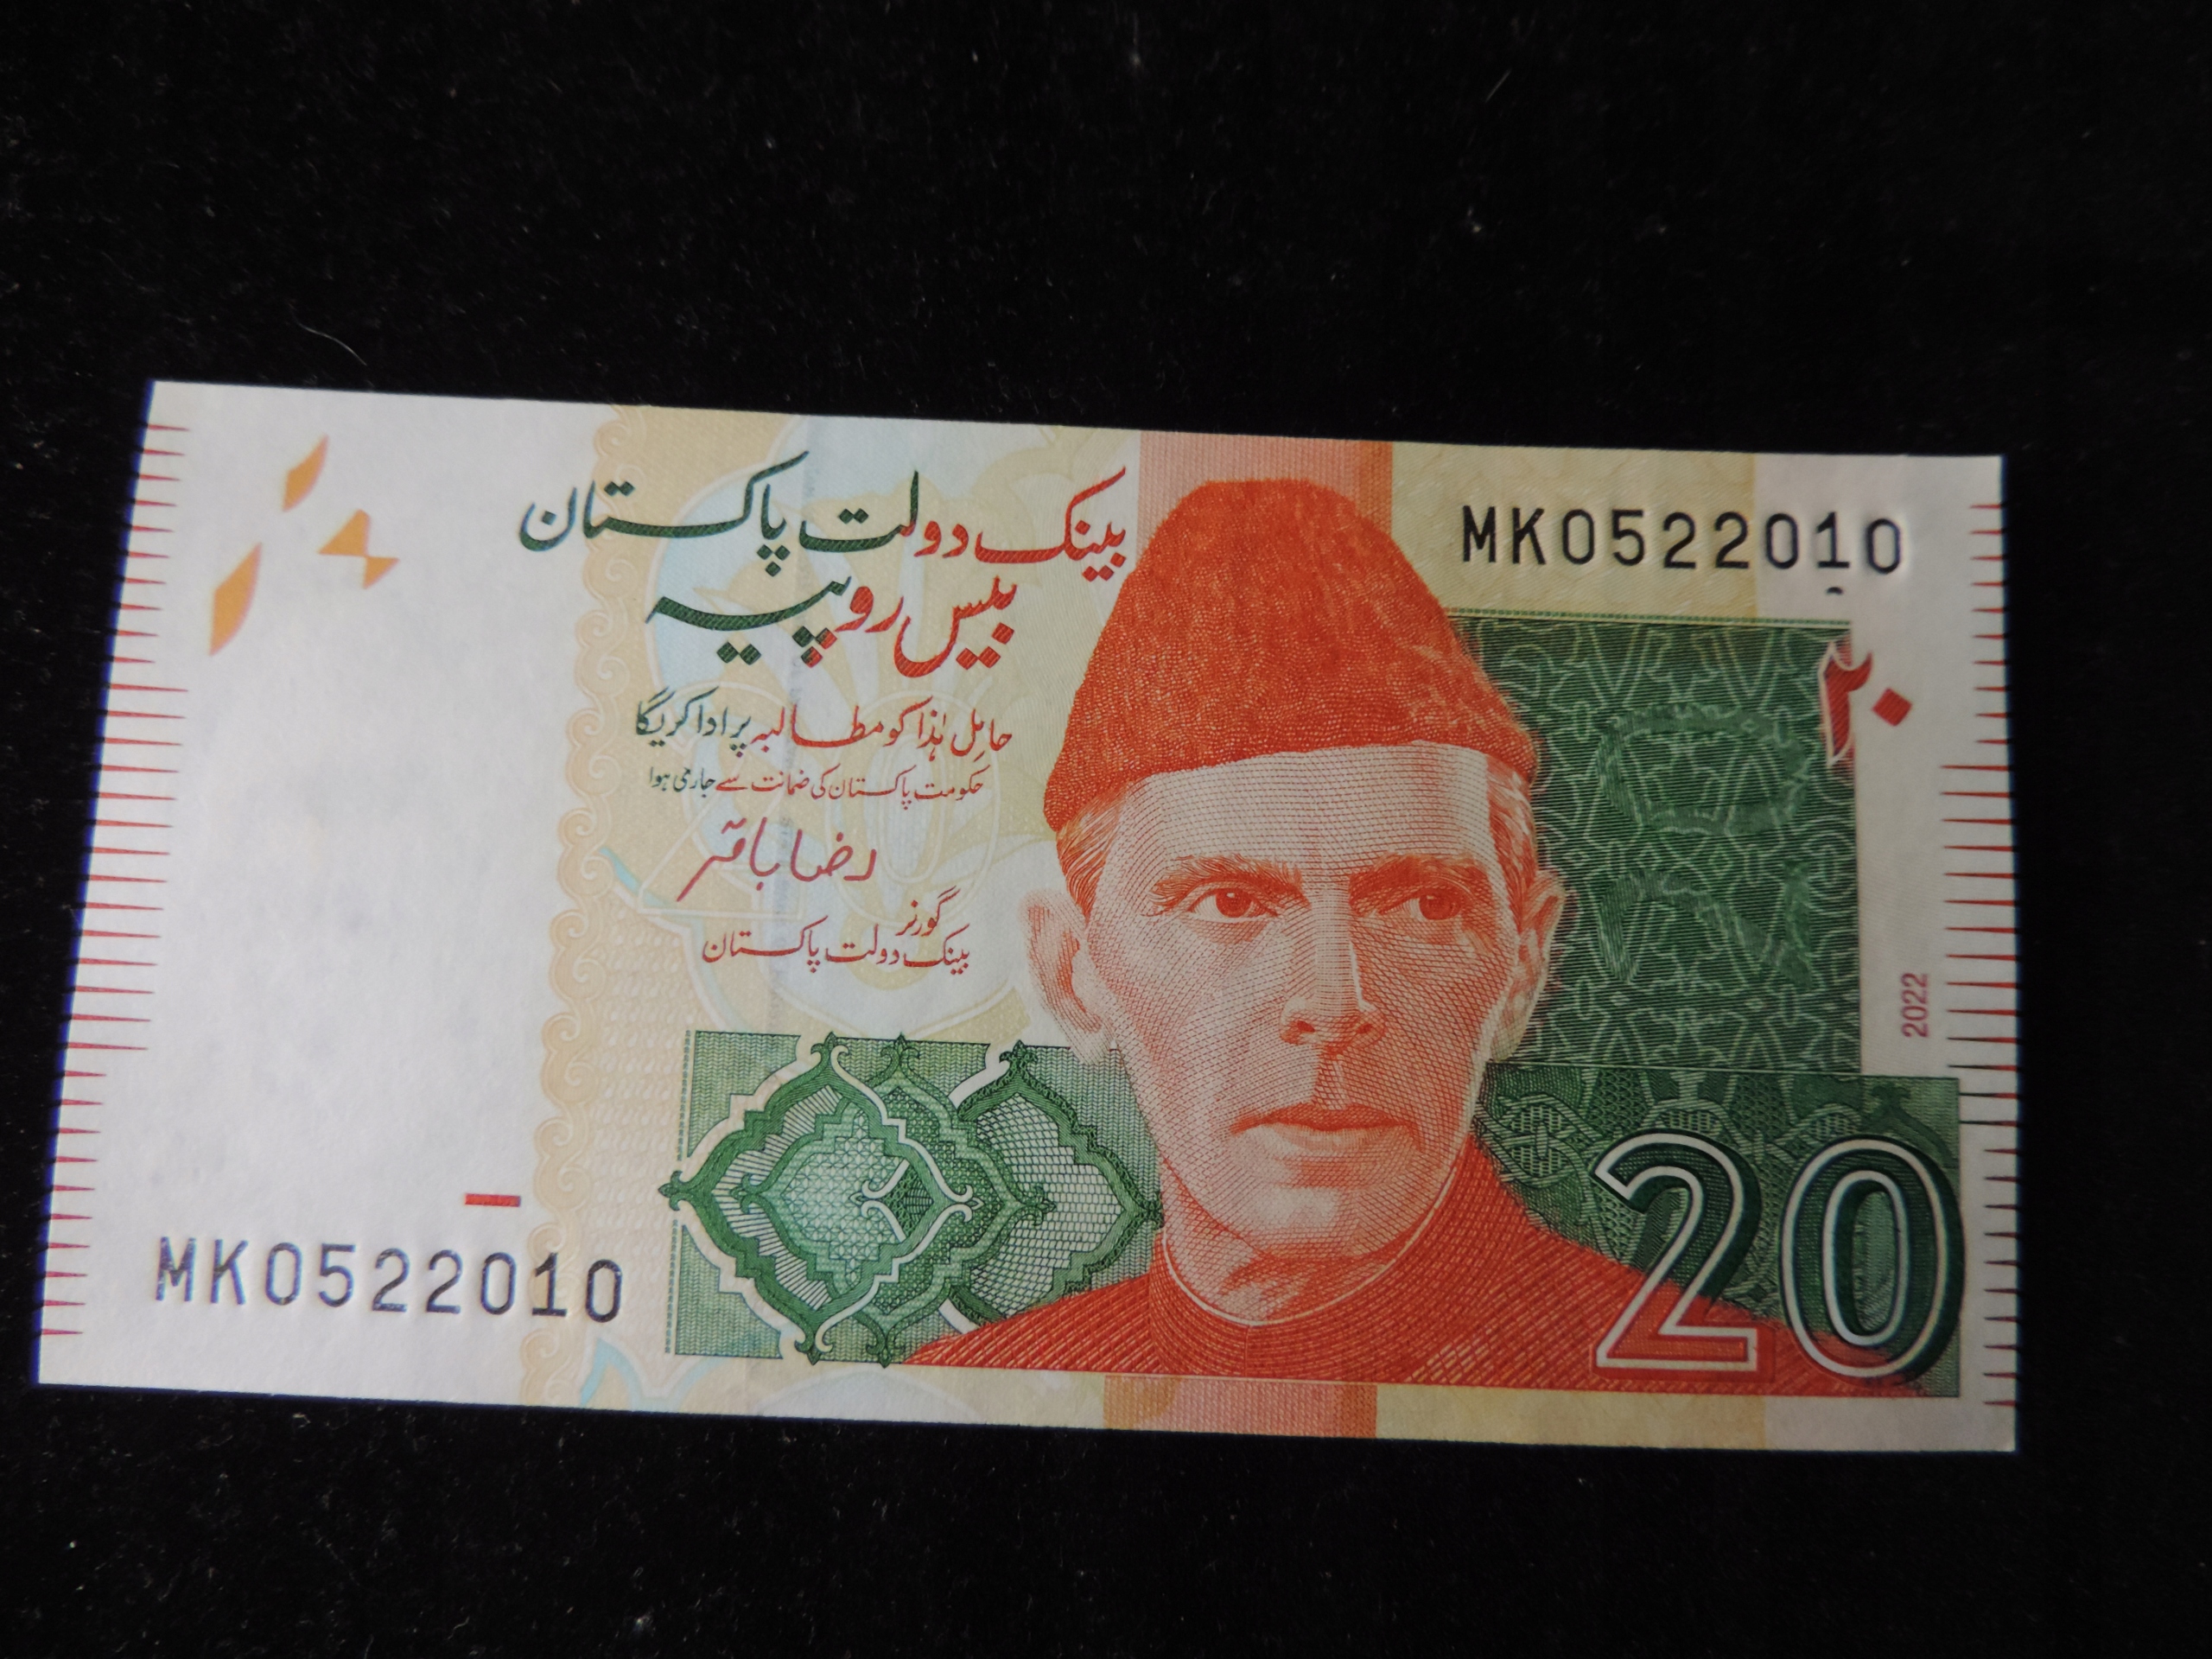 بینک دولت پاکستان
MK0522010
بیس روپیہ
۲۰
حاملِ ہٰذا کو مطالبہ پر ادا کریگا
حکومت پاکستان کی ضمانت سے جاری ہوا
رضا باقر
گورنر
بینک دولت پاکستان
2022
20
MK0522010